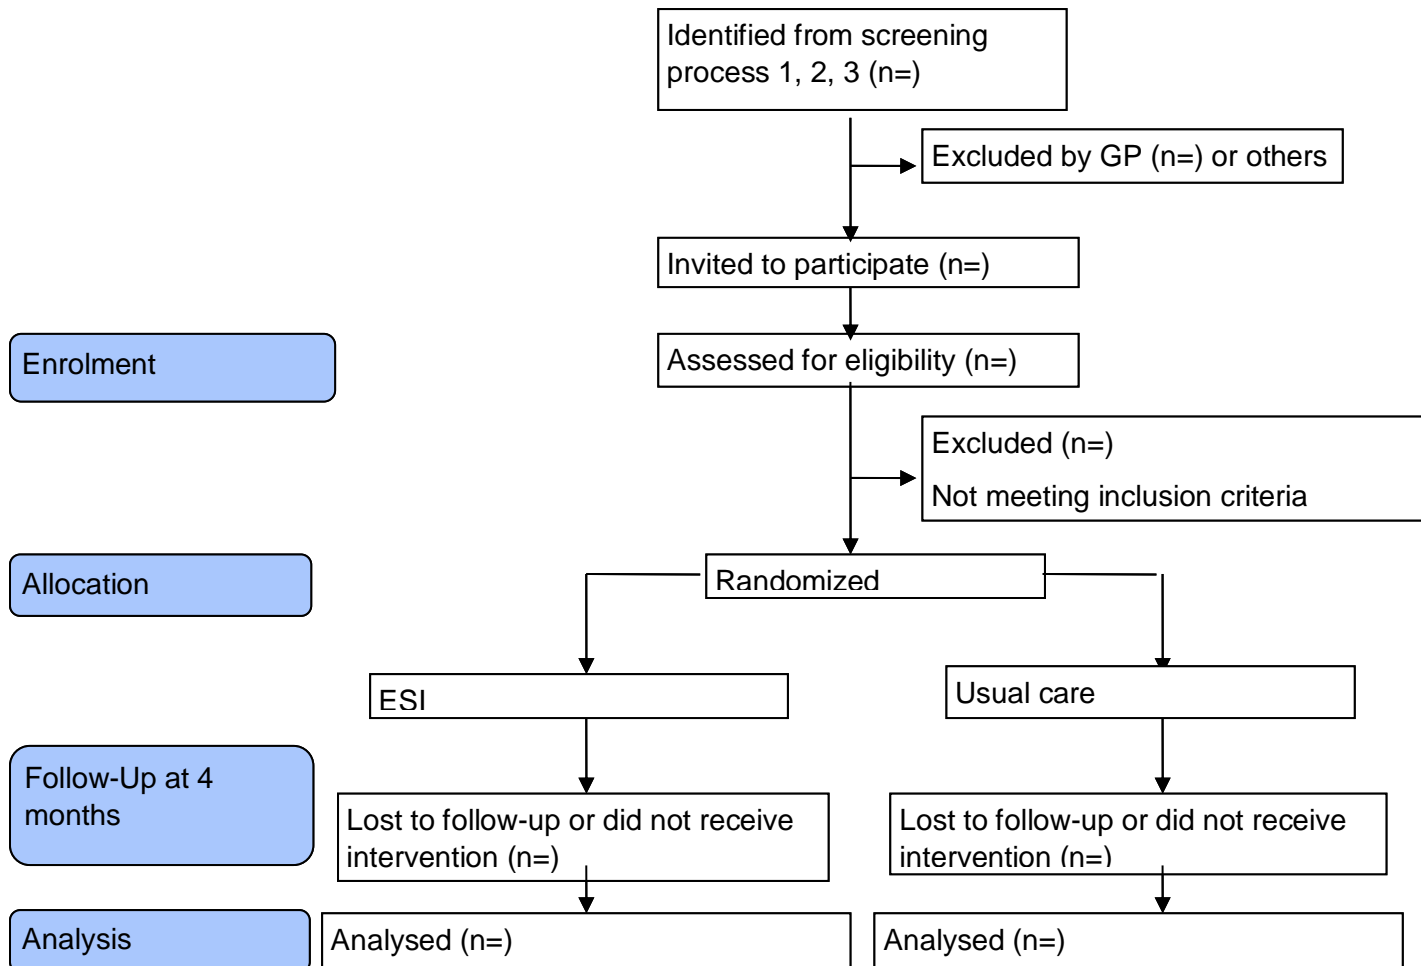 Identified from screening
process 1, 2, 3 (n=)
Excluded by GP (n=) or others
Invited to participate (n=)
Enrolment
Assessed for eligibility (n=)
Excluded (n=)
Not meeting inclusion criteria
Allocation
Randomized
ESI
Usual care
Follow-Up at 4
months
Lost to follow-up or did not receive
intervention (n=)
Lost to follow-up or did not receive
intervention (n=)
Analysis
Analysed (n=)
Analysed (n=)